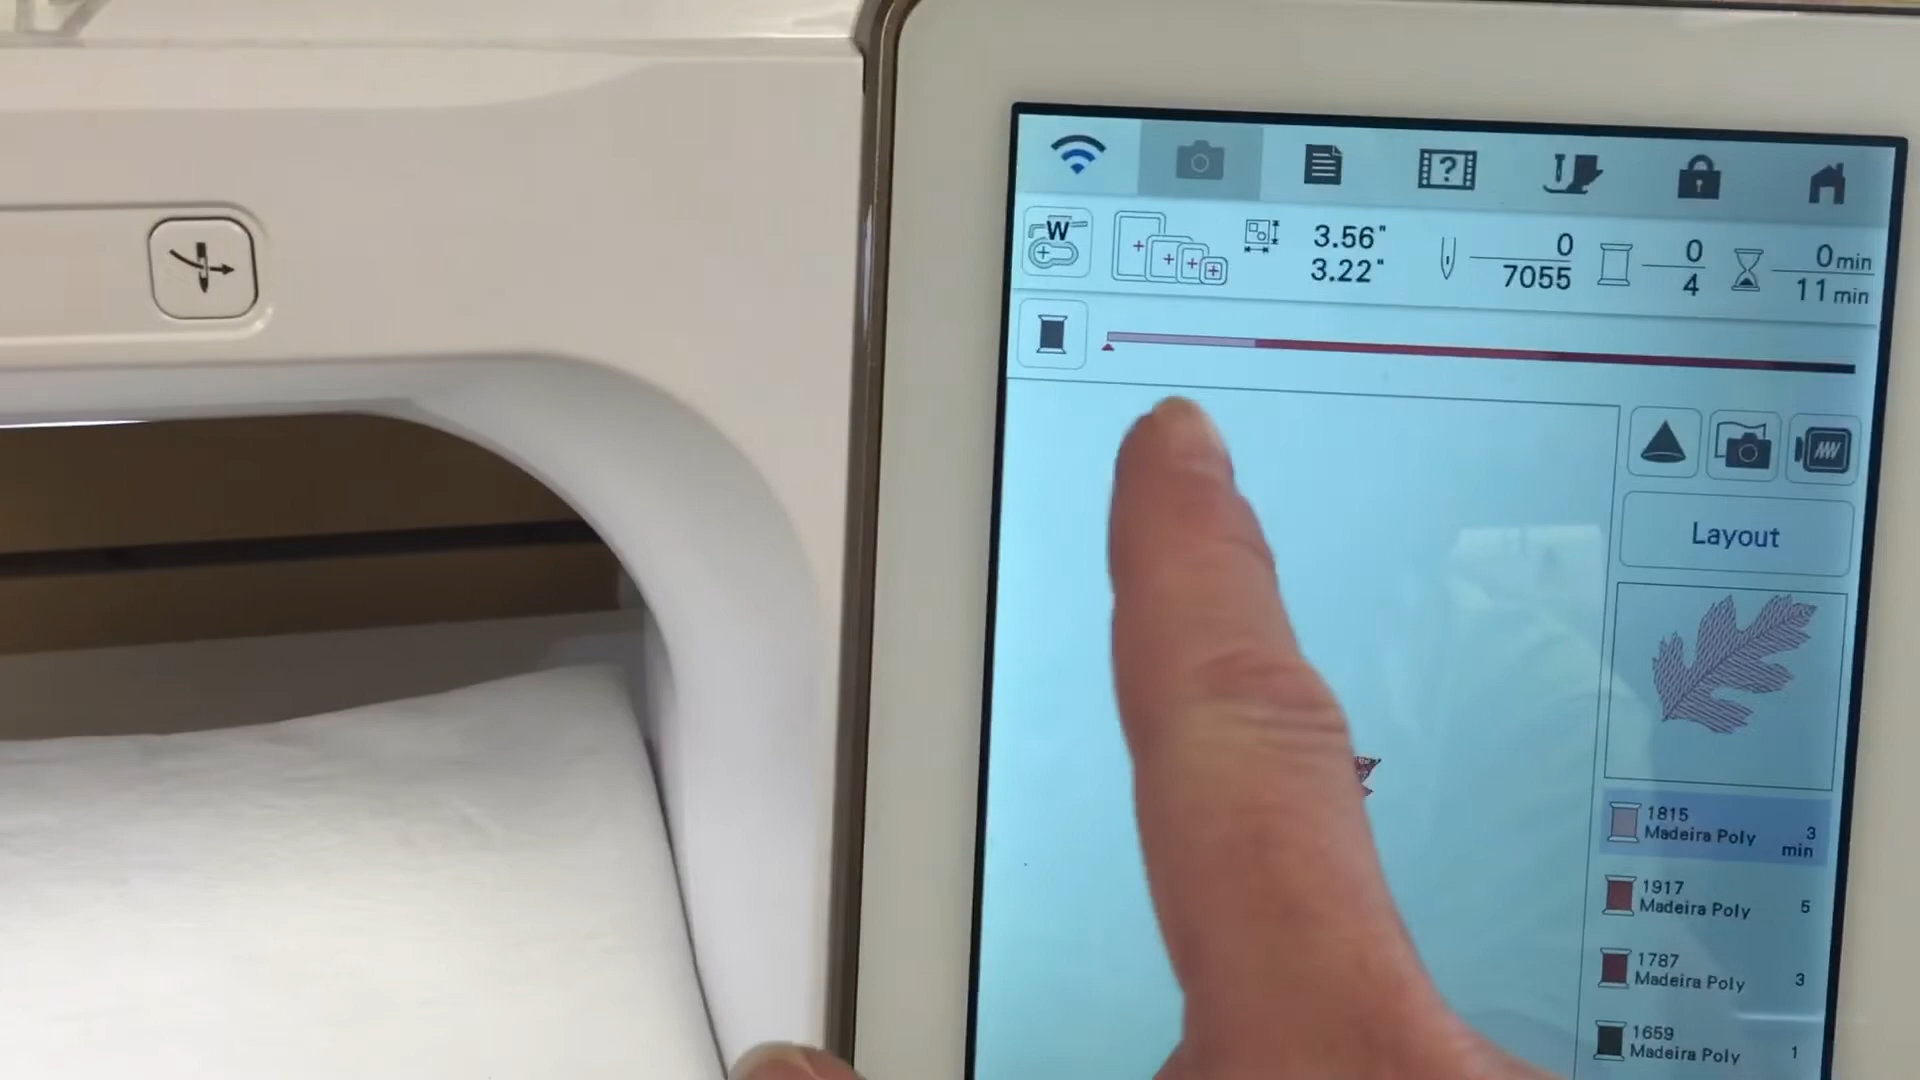 ?
W
3.56"
3.22"
0
7055
0
4
0 min
11 min
Layout
1815
Madeira Poly
3
min
1917
Madeira Poly
5
1787
Madeira Poly
3
1659
Madeira Poly
1